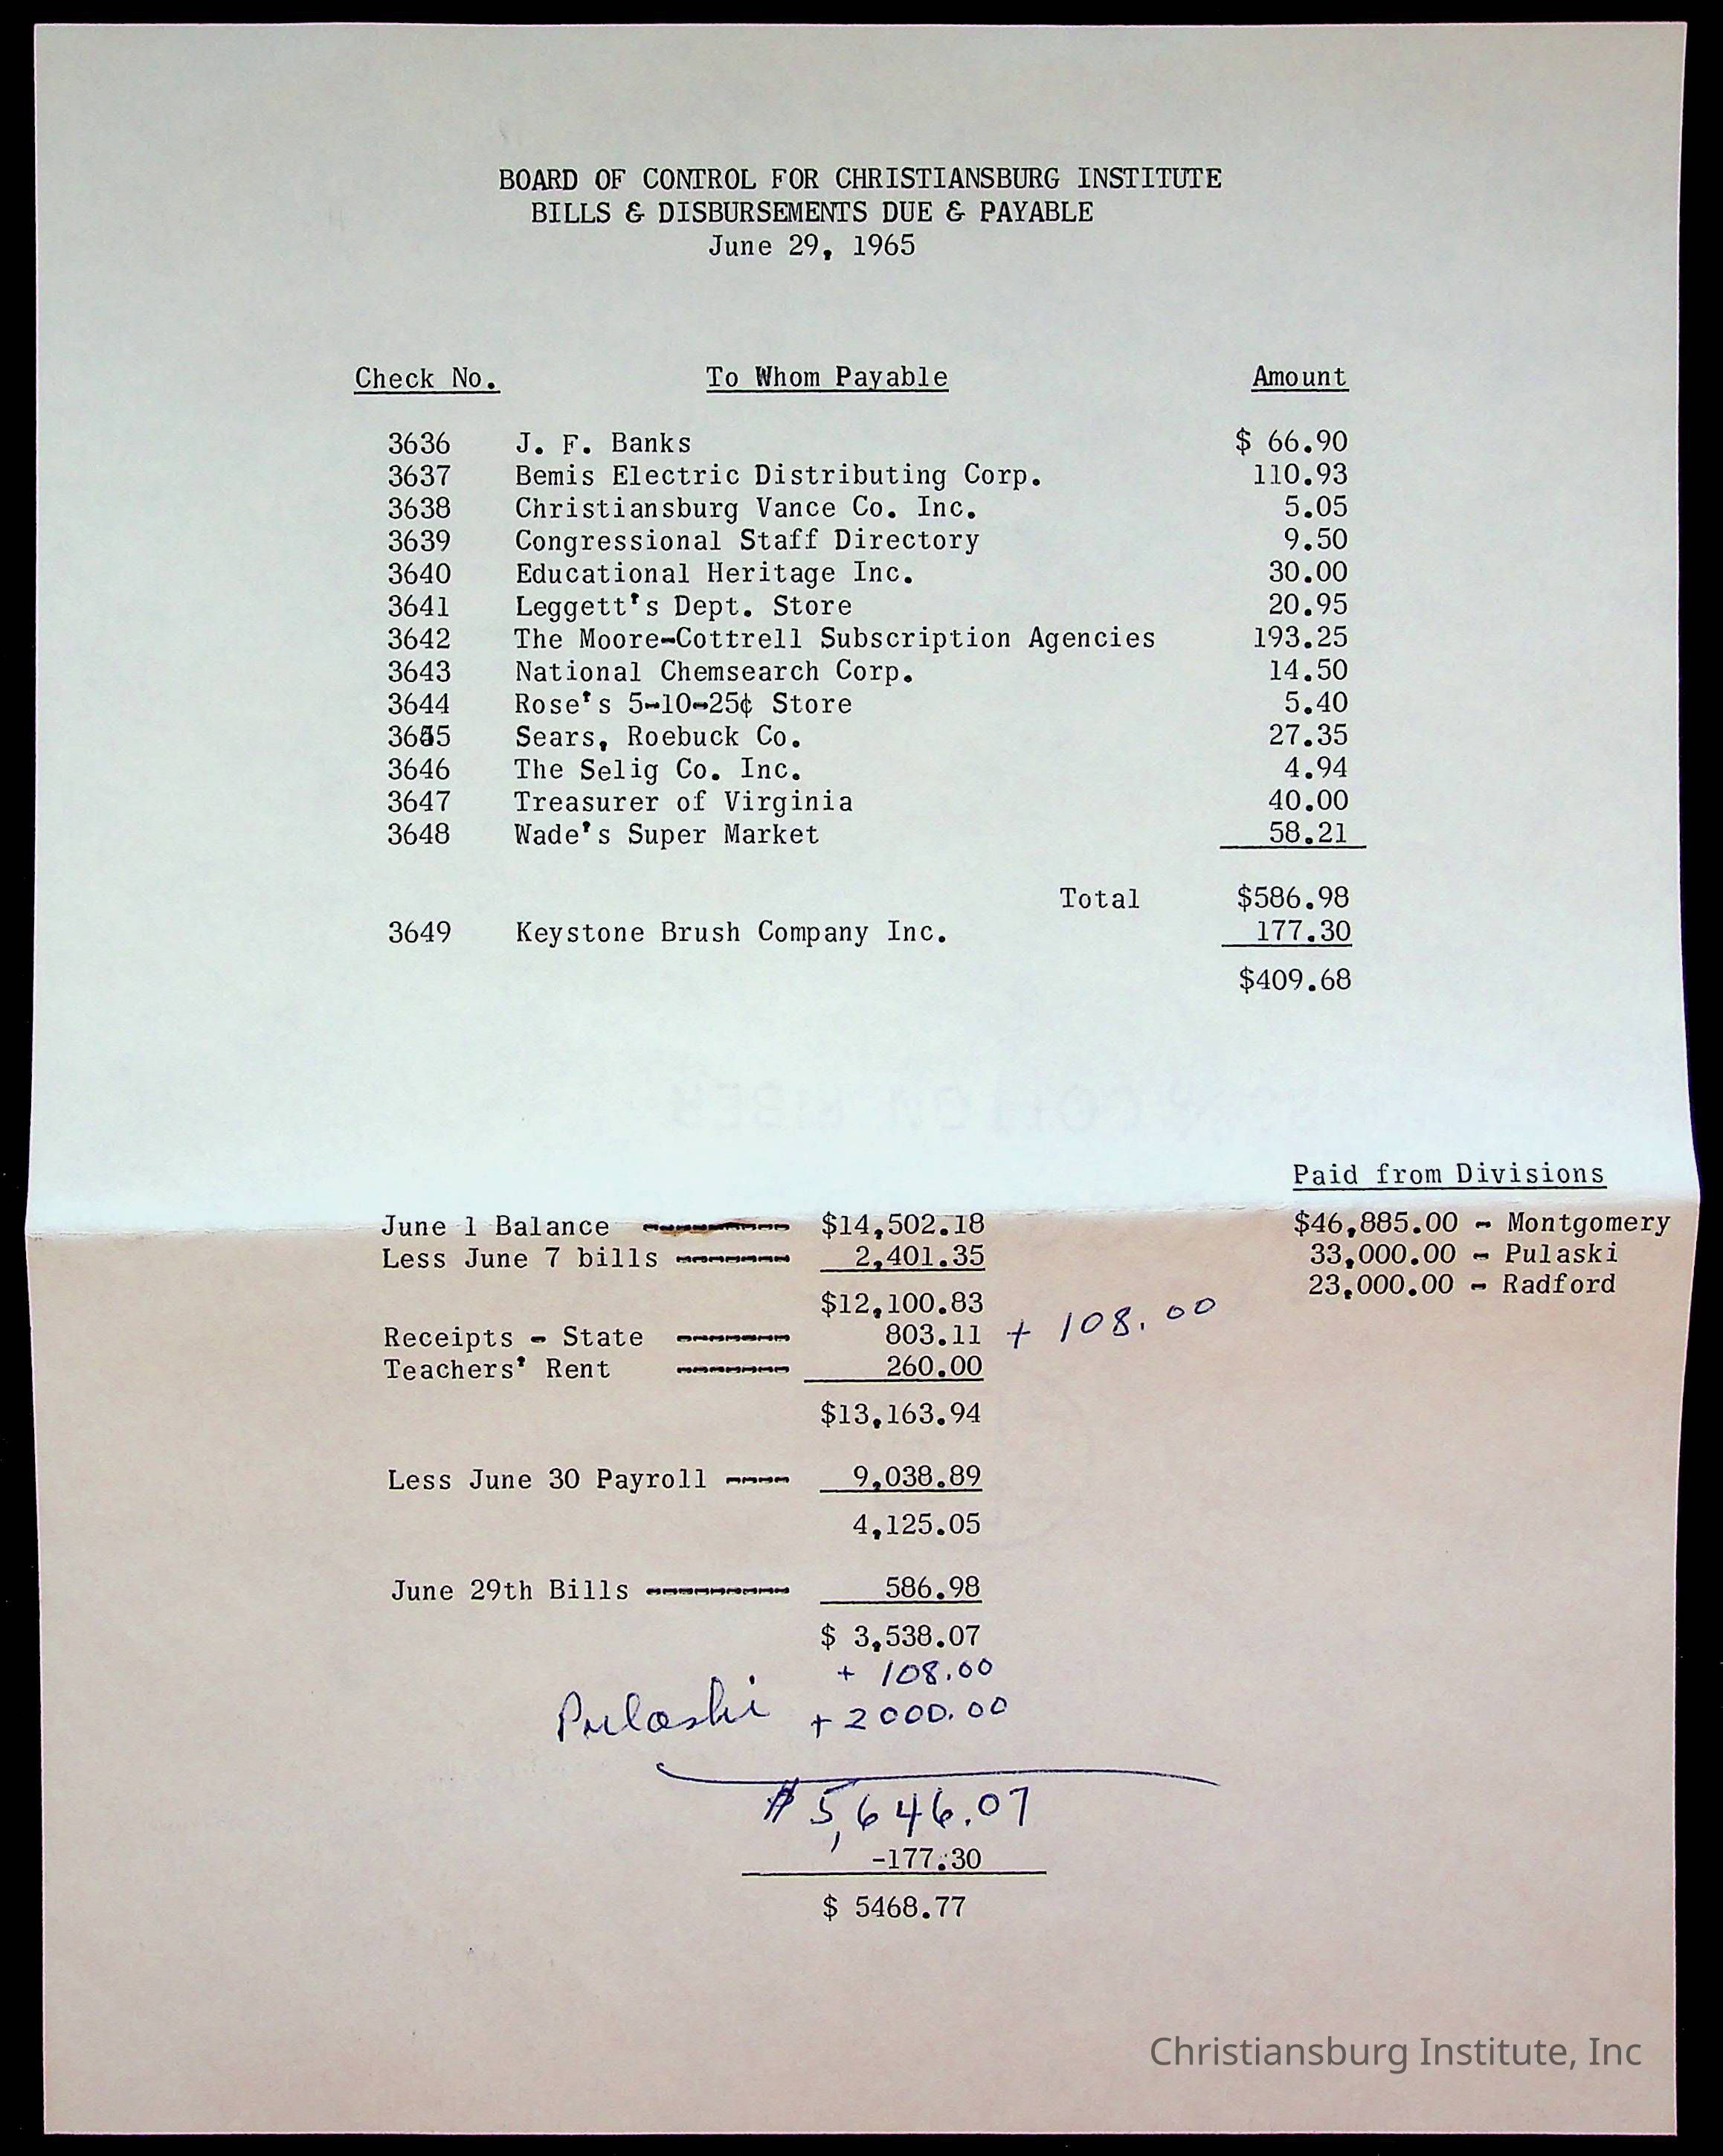 BOARD OF CONTROL FOR CHRISTIANSBURG INSTITUTE
BILLS & DISBURSEMENTS DUE & PAYABLE
June 29, 1965
Check No. To Whom Payable Amount
3636 J. F. Banks $ 66.90
3637 Bemis Electric Distributing Corp. 110.93
3638 Christiansburg Vance Co. Inc. 5.05
3639 Congressional Staff Directory 9.50
3640 Educational Heritage Inc. 30.00
3641 Leggett's Dept. Store 20.95
3642 The Moore-Cottrell Subscription Agencies 193.25
3643 National Chemsearch Corp. 14.50
3644 Rose's 5-10-25¢ Store 5.40
3645 Sears, Roebuck Co. 27.35
3646 The Selig Co. Inc. 4.94
3647 Treasurer of Virginia 40.00
3648 Wade's Super Market 58.21
Total $586.98
3649 Keystone Brush Company Inc. 177.30
$409.68
Paid from Divisions
June 1 Balance --------- $14,502.18 $46,885.00 - Montgomery
Less June 7 bills ------- 2,401.35 33,000.00 - Pulaski
23,000.00 - Radford
$12,100.83
Receipts - State ------- 803.11 + 108.00
Teachers' Rent ------- 260.00
$13,163.94
Less June 30 Payroll ---- 9,038.89
4,125.05
June 29th Bills --------- 586.98
$ 3,538.07
+ 108.00
Pulaski + 2000.00
$5,646.07
-177.30
$ 5468.77
Christiansburg Institute, Inc